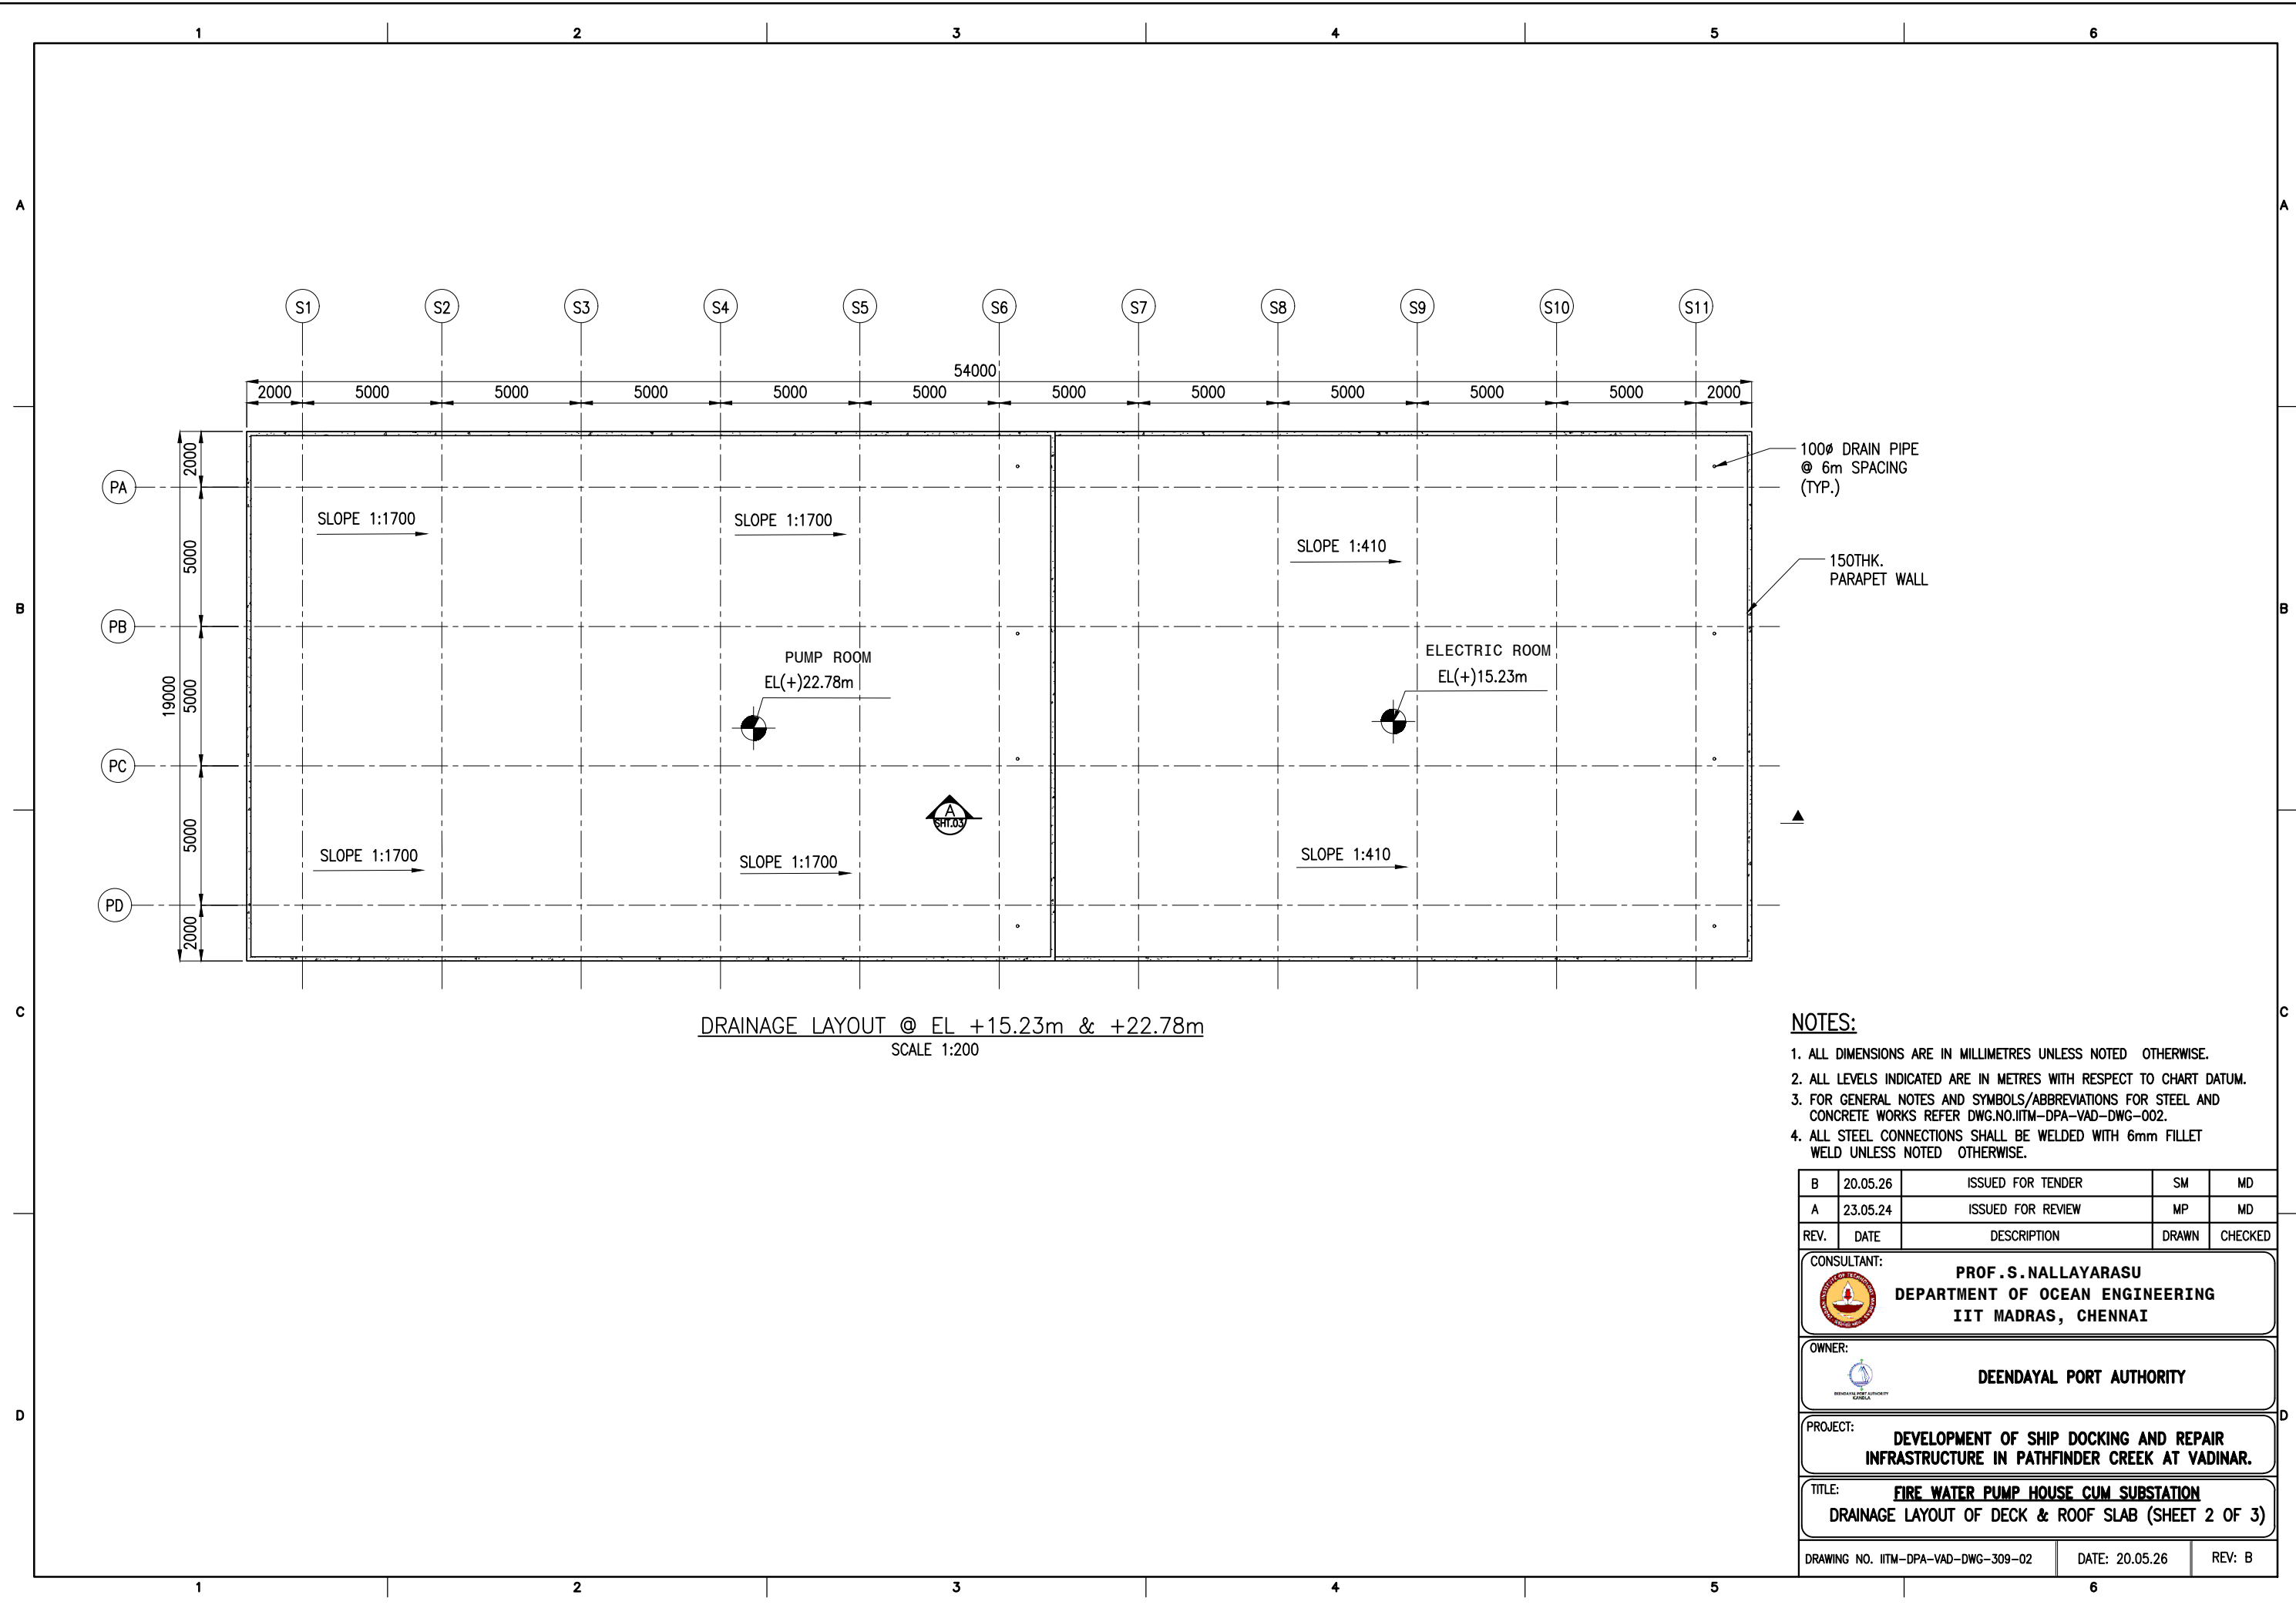 1 2 3 4 5 6
A A
S1 S2 S3 S4 S5 S6 S7 S8 S9 S10 S11
54000
2000 5000 5000 5000 5000 5000 5000 5000 5000 5000 5000 2000
2000
PA
100ø DRAIN PIPE
@ 6m SPACING
(TYP.)
SLOPE 1:1700 SLOPE 1:1700
SLOPE 1:410
5000
150THK.
PARAPET WALL
B B
PB
PUMP ROOM
EL(+)22.78m
ELECTRIC ROOM
EL(+)15.23m
19000
5000
PC
A
SHT.03
5000
SLOPE 1:1700 SLOPE 1:1700 SLOPE 1:410
PD
2000
C C
DRAINAGE LAYOUT @ EL +15.23m & +22.78m
SCALE 1:200
NOTES:
1. ALL DIMENSIONS ARE IN MILLIMETRES UNLESS NOTED OTHERWISE.
2. ALL LEVELS INDICATED ARE IN METRES WITH RESPECT TO CHART DATUM.
3. FOR GENERAL NOTES AND SYMBOLS/ABBREVIATIONS FOR STEEL AND
CONCRETE WORKS REFER DWG.NO.IITM-DPA-VAD-DWG-002.
4. ALL STEEL CONNECTIONS SHALL BE WELDED WITH 6mm FILLET
WELD UNLESS NOTED OTHERWISE.
B 20.05.26 ISSUED FOR TENDER SM MD
A 23.05.24 ISSUED FOR REVIEW MP MD
REV. DATE DESCRIPTION DRAWN CHECKED
CONSULTANT:
PROF.S.NALLAYARASU
DEPARTMENT OF OCEAN ENGINEERING
IIT MADRAS, CHENNAI
OWNER:
DEENDAYAL PORT AUTHORITY
KANDLA
DEENDAYAL PORT AUTHORITY
D D
PROJECT:
DEVELOPMENT OF SHIP DOCKING AND REPAIR
INFRASTRUCTURE IN PATHFINDER CREEK AT VADINAR.
TITLE:
FIRE WATER PUMP HOUSE CUM SUBSTATION
DRAINAGE LAYOUT OF DECK & ROOF SLAB (SHEET 2 OF 3)
DRAWING NO. IITM-DPA-VAD-DWG-309-02 DATE: 20.05.26 REV: B
1 2 3 4 5 6